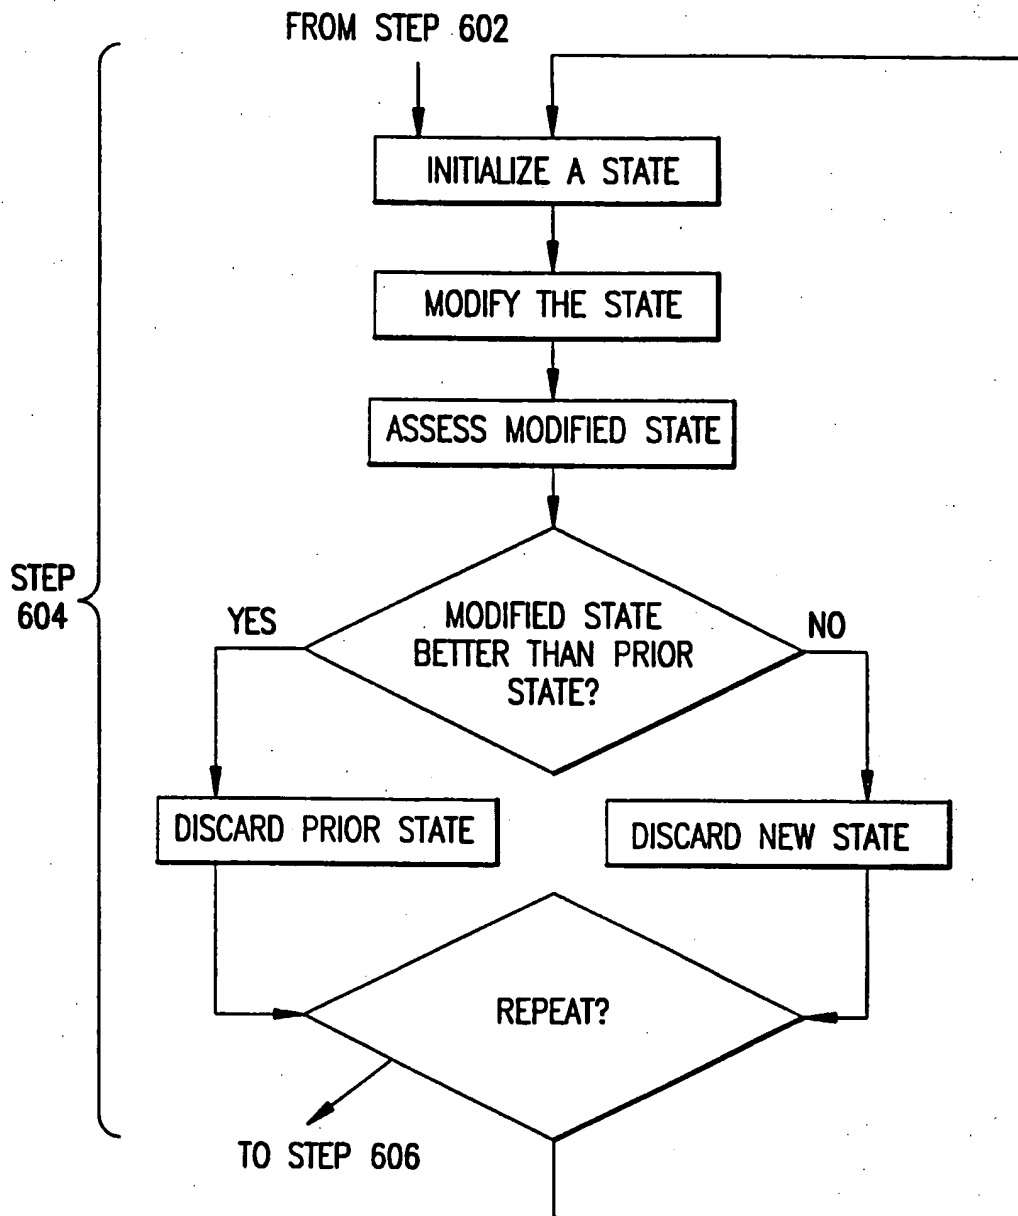 FROM STEP 602
INITIALIZE A STATE
MODIFY THE STATE
ASSESS MODIFIED STATE
STEP
604
YES
MODIFIED STATE
BETTER THAN PRIOR
STATE?
NO
DISCARD PRIOR STATE
DISCARD NEW STATE
REPEAT?
TO STEP 606